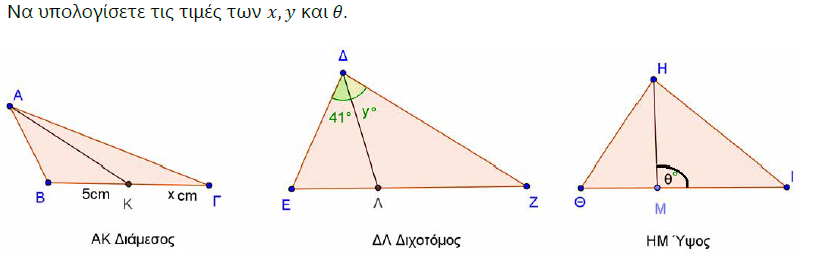 Να υπολογίσετε τις τιμές των x, y και θ.
Α
Β
5cm
Κ
x cm
Γ
ΑΚ Διάμεσος
Δ
41° y°
Ε
Λ
Ζ
ΔΛ Διχοτόμος
Η
θ°
Θ
Μ
Ι
ΗΜ Ύψος